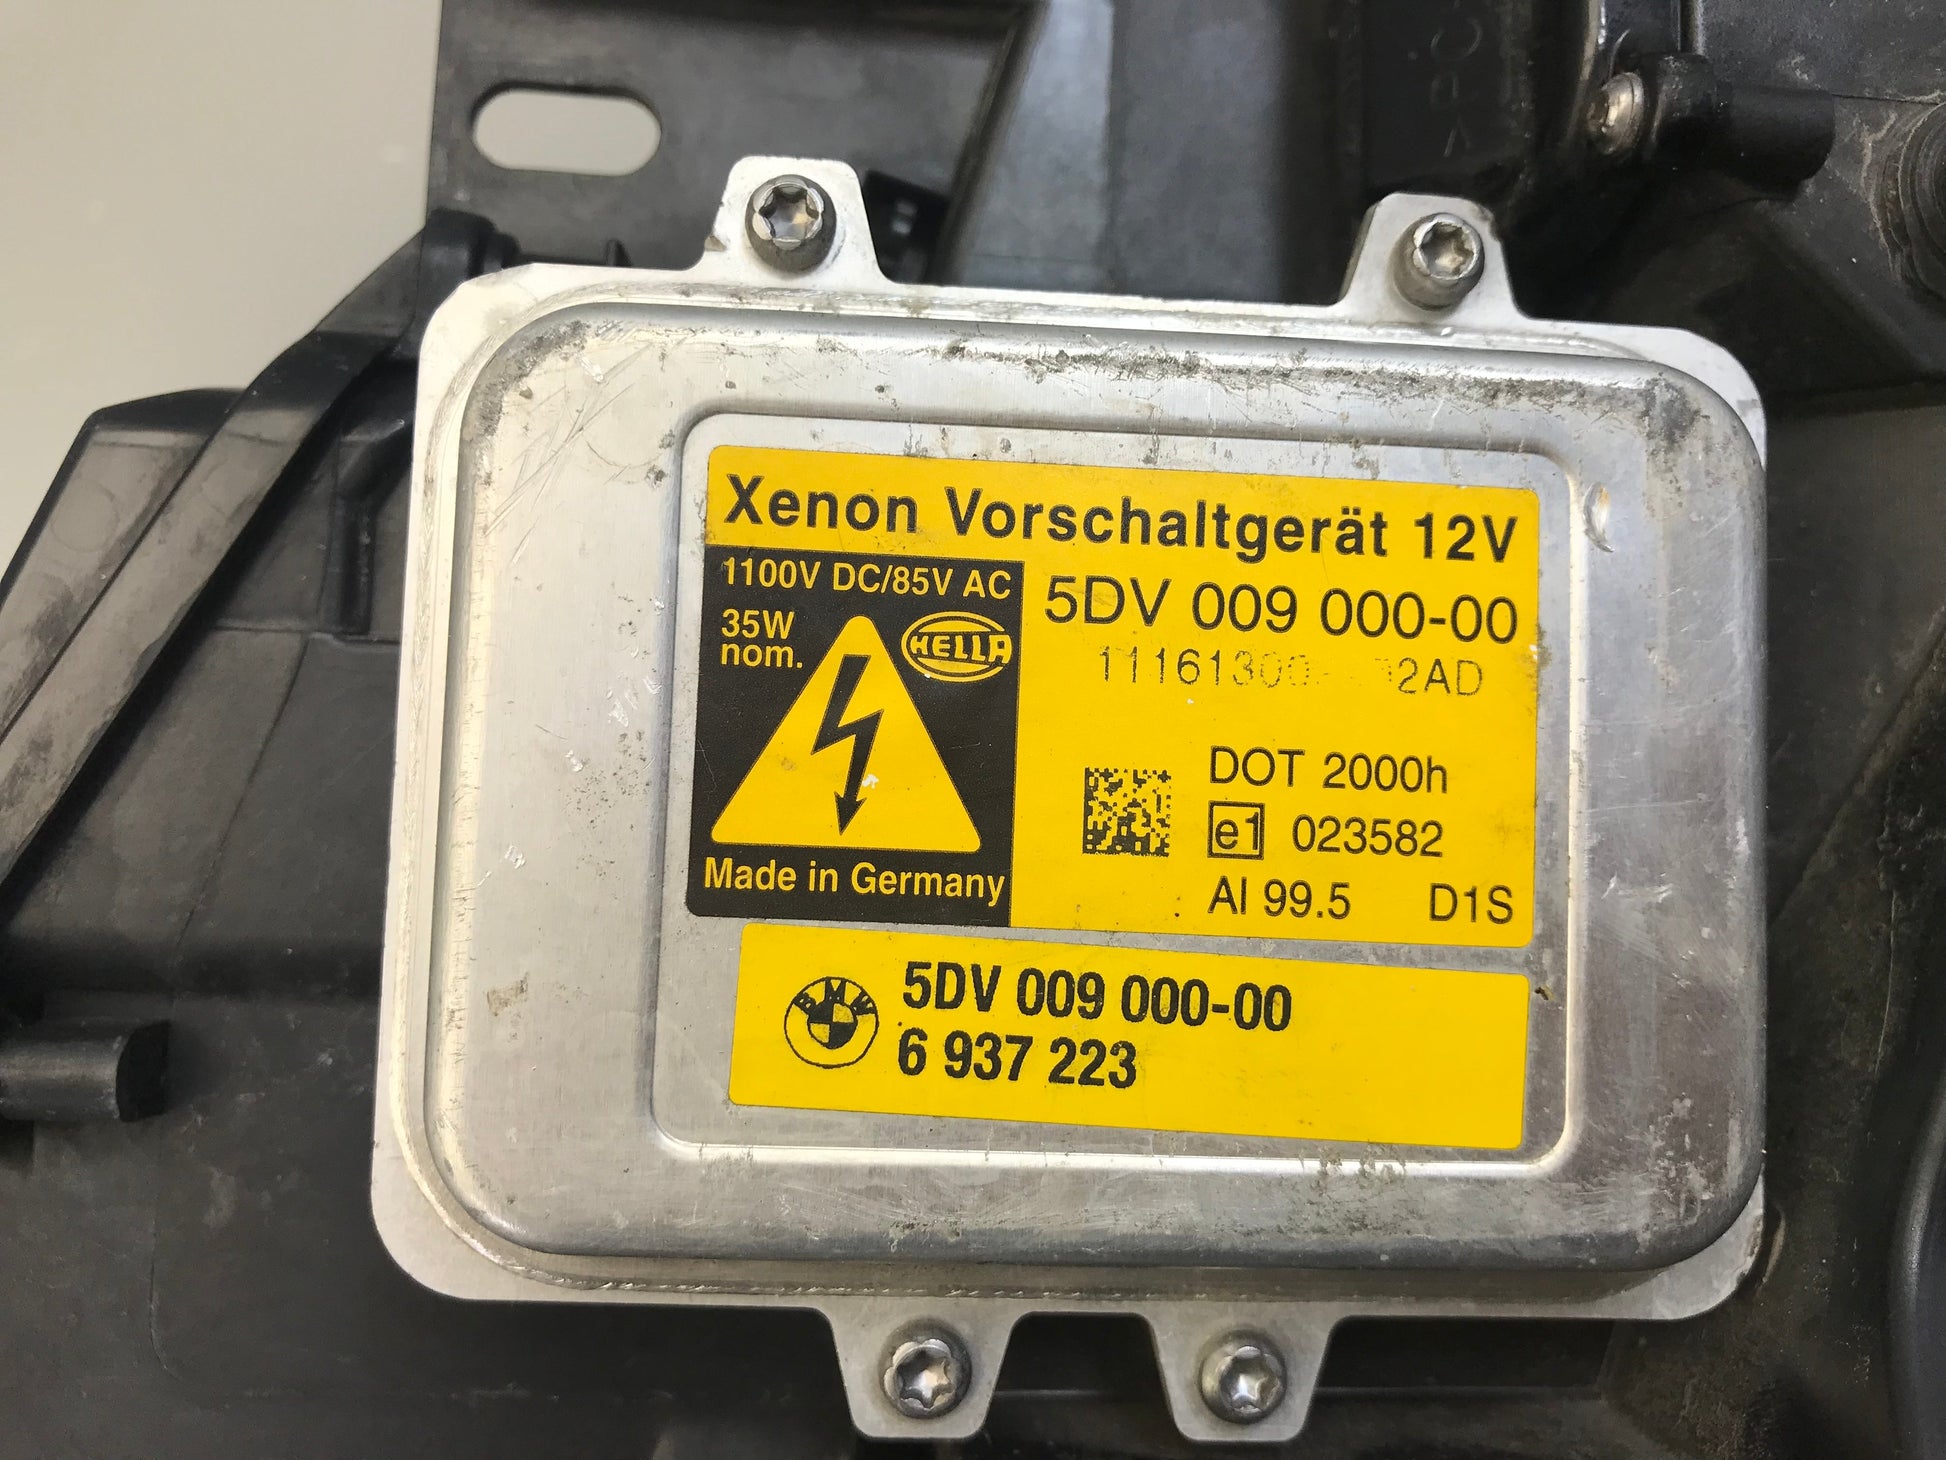 Xenon Vorschaltgerät 12V
1100V DC/85V AC
35W
nom.
HELLA
Made in Germany
5DV 009 000-00
DOT 2000h
e1 023582
Al 99.5 D1S
BMW
5DV 009 000-00
6 937 223